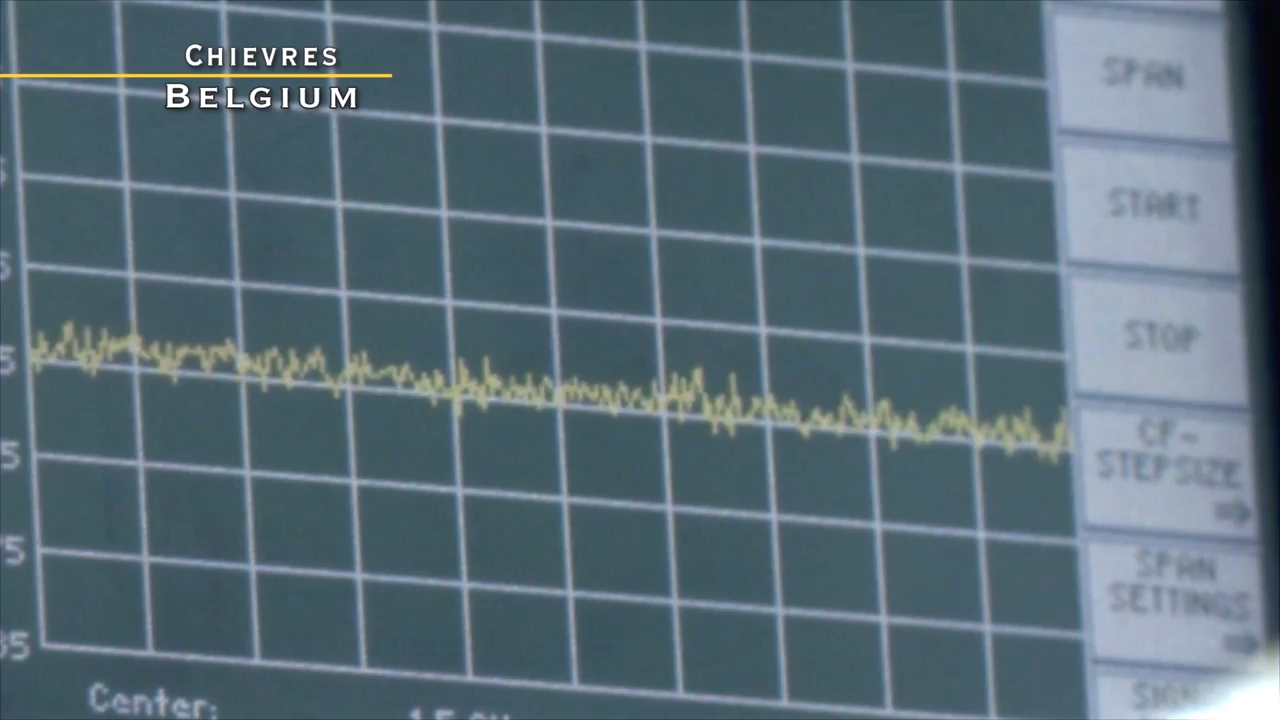 CHIEVRES
BELGIUM
SPAN
START
STOP
CF-
STEPSIZE
SPAN
SETTINGS
Center: